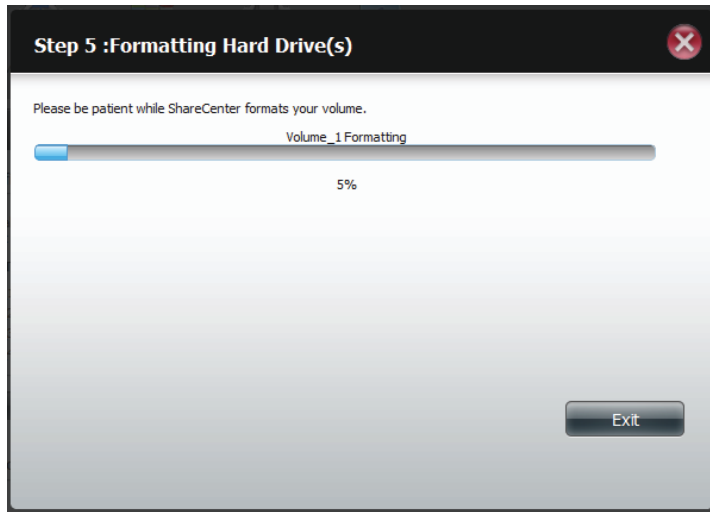 Step 5 :Formatting Hard Drive(s)
Please be patient while ShareCenter formats your volume.
Volume_1 Formatting
5%
Exit